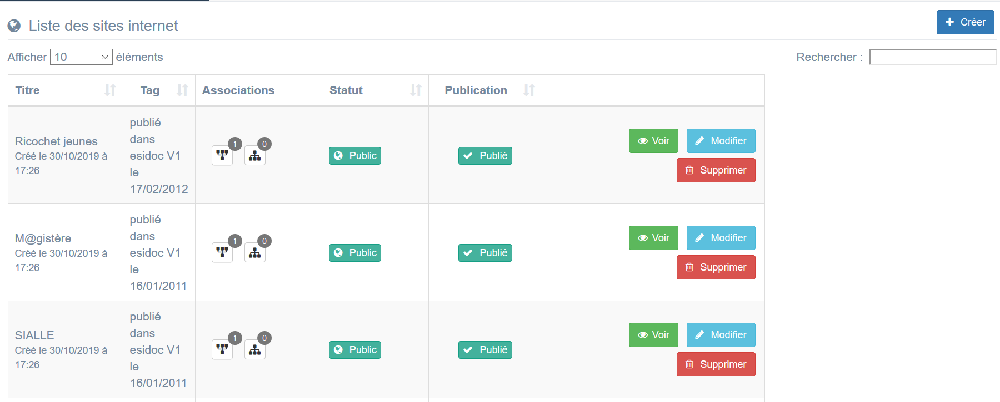 Liste des sites internet
Créer
Afficher 10 éléments
Rechercher :
Titre Tag Associations Statut Publication
Ricochet jeunes
Créé le 30/10/2019 à
17:26
publié
dans
esidoc V1
le
17/02/2012
1 0
Public
Publié
Voir Modifier
Supprimer
M@gistère
Créé le 30/10/2019 à
17:26
publié
dans
esidoc V1
le
16/01/2011
1 0
Public
Publié
Voir Modifier
Supprimer
SIALLE
Créé le 30/10/2019 à
17:26
publié
dans
esidoc V1
le
16/01/2011
1 0
Public
Publié
Voir Modifier
Supprimer